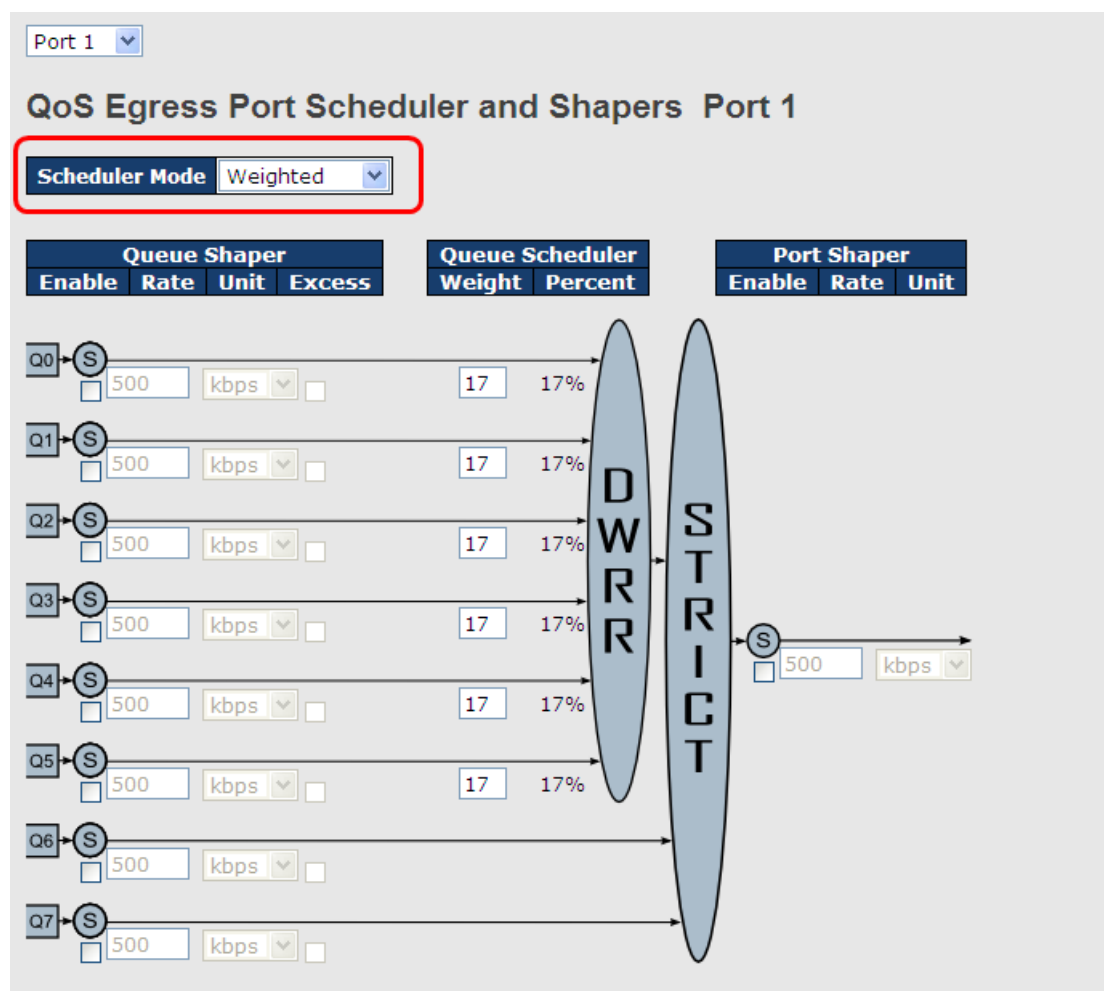 Port 1
QoS Egress Port Scheduler and Shapers Port 1
Scheduler Mode Weighted
Queue Shaper Queue Scheduler Port Shaper
Enable Rate Unit Excess Weight Percent Enable Rate Unit
Q0 S
500 kbps 17 17%
Q1 S
500 kbps 17 17%
Q2 S
500 kbps 17 17%
Q3 S
500 kbps 17 17%
DWRR
STRICT
S
500 kbps
Q4 S
500 kbps 17 17%
Q5 S
500 kbps 17 17%
Q6 S
500 kbps
Q7 S
500 kbps